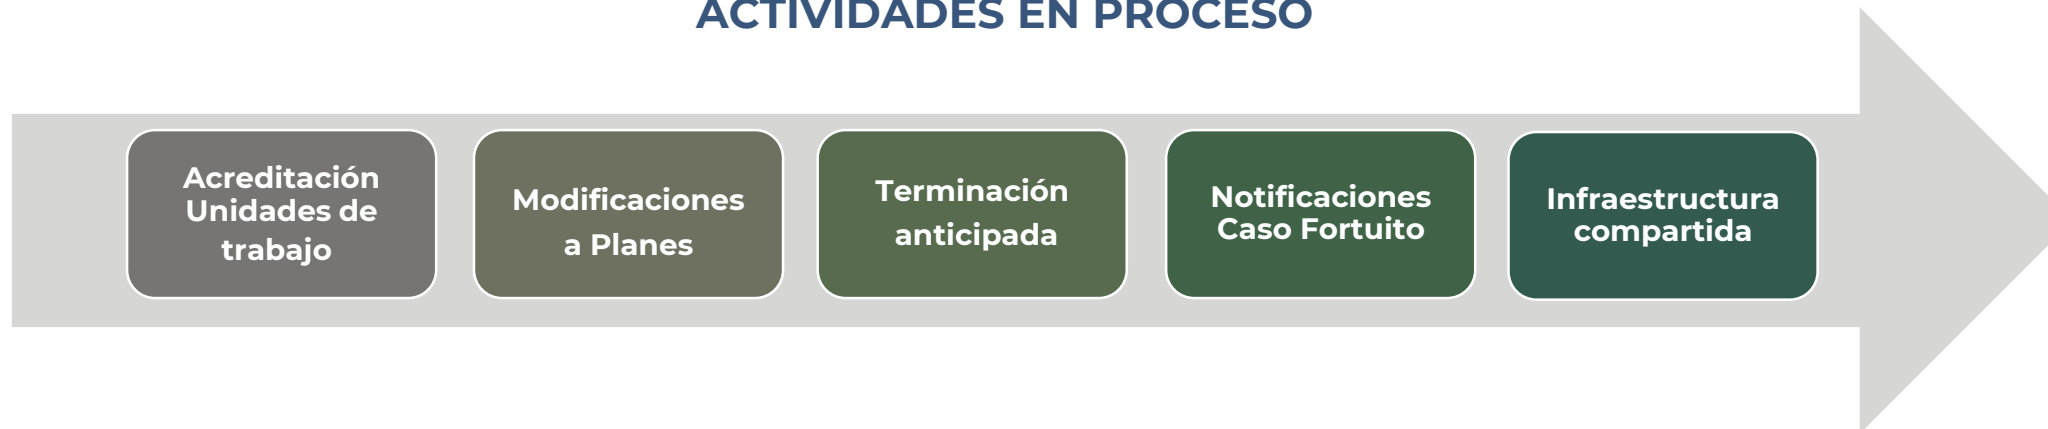 ACTIVIDADES EN PROCESO
Acreditación
Unidades de
trabajo
Modificaciones
a Planes
Terminación
anticipada
Notificaciones
Caso Fortuito
Infraestructura
compartida